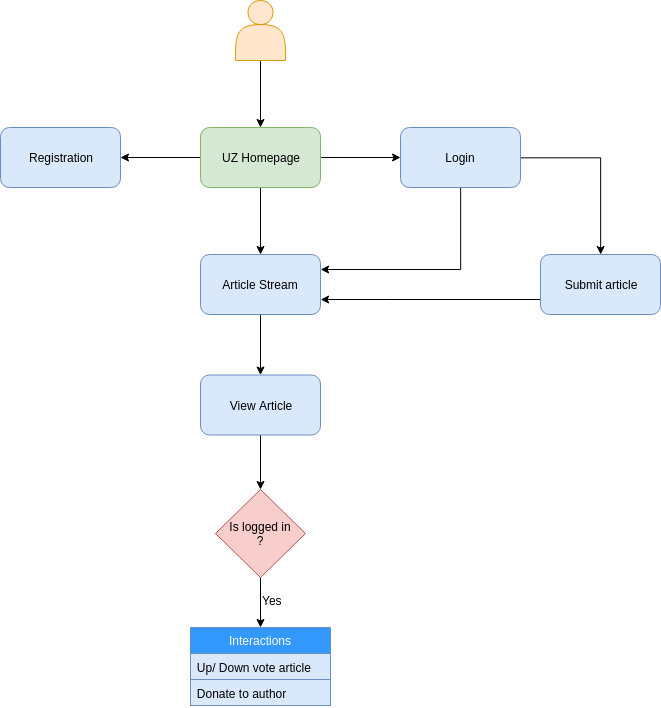 Registration
UZ Homepage
Login
Article Stream
Submit article
View Article
Is logged in
?
Yes
Interactions
Up/ Down vote article
Donate to author